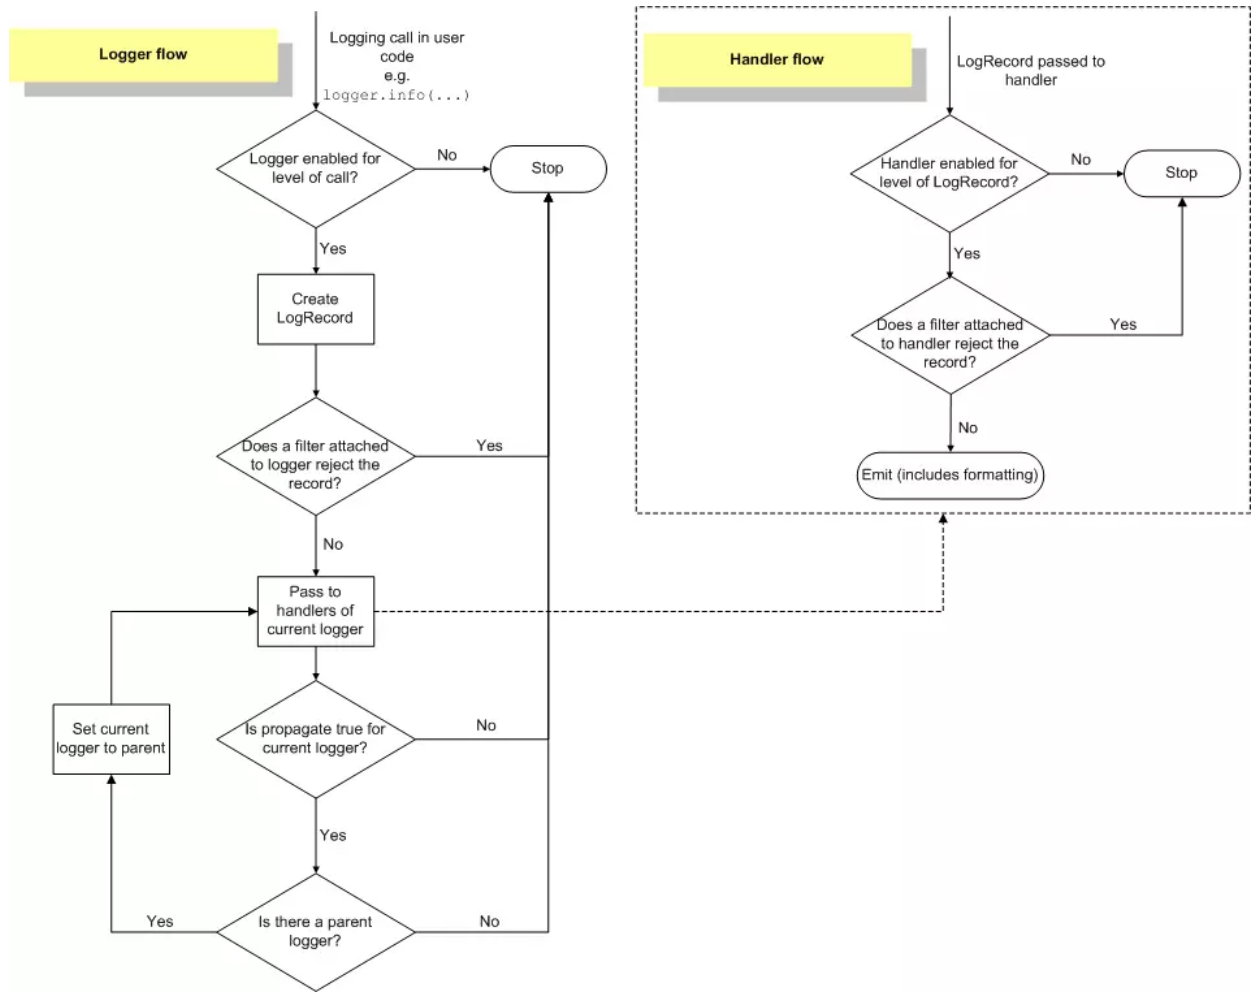 Logger flow
Logging call in user
code
e.g.
logger.info(...)
Logger enabled for
level of call?
No
Stop
Yes
Create
LogRecord
Does a filter attached
to logger reject the
record?
Yes
No
Pass to
handlers of
current logger
Is propagate true for
current logger?
No
Set current
logger to parent
Yes
Is there a parent
logger?
Yes
No
Handler flow
LogRecord passed to
handler
Handler enabled for
level of LogRecord?
No
Stop
Yes
Does a filter attached
to handler reject the
record?
Yes
No
Emit (includes formatting)